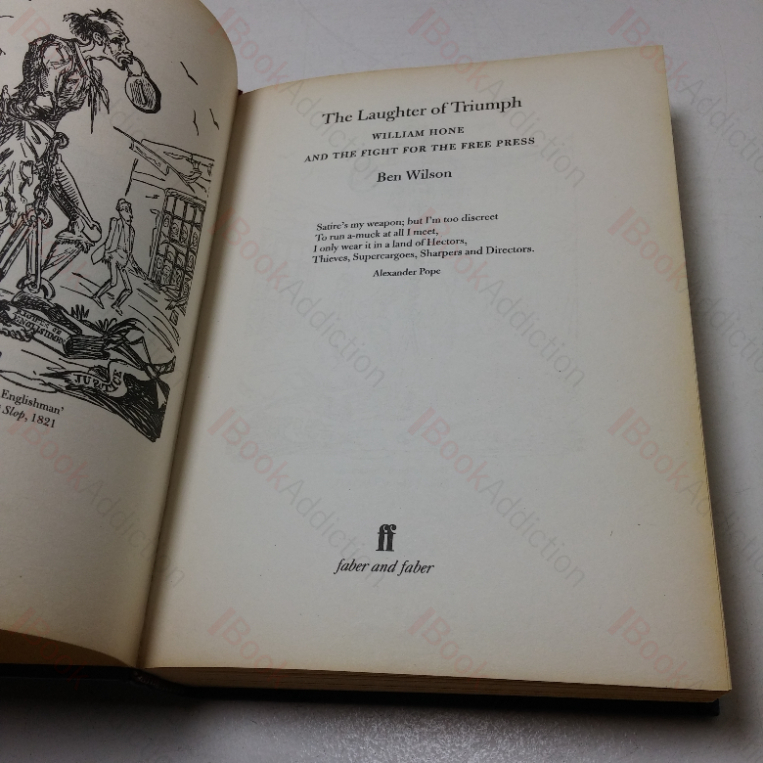 JUSTICE
Englishman'
Slop, 1821
The Laughter of Triumph
WILLIAM HONE
AND THE FIGHT FOR THE FREE PRESS
Ben Wilson
Satire's my weapon; but I'm too discreet
To run a-muck at all I meet,
I only wear it in a land of Hectors,
Thieves, Supercargoes, Sharpers and Directors.
Alexander Pope
ff
faber and faber
BookAddiction